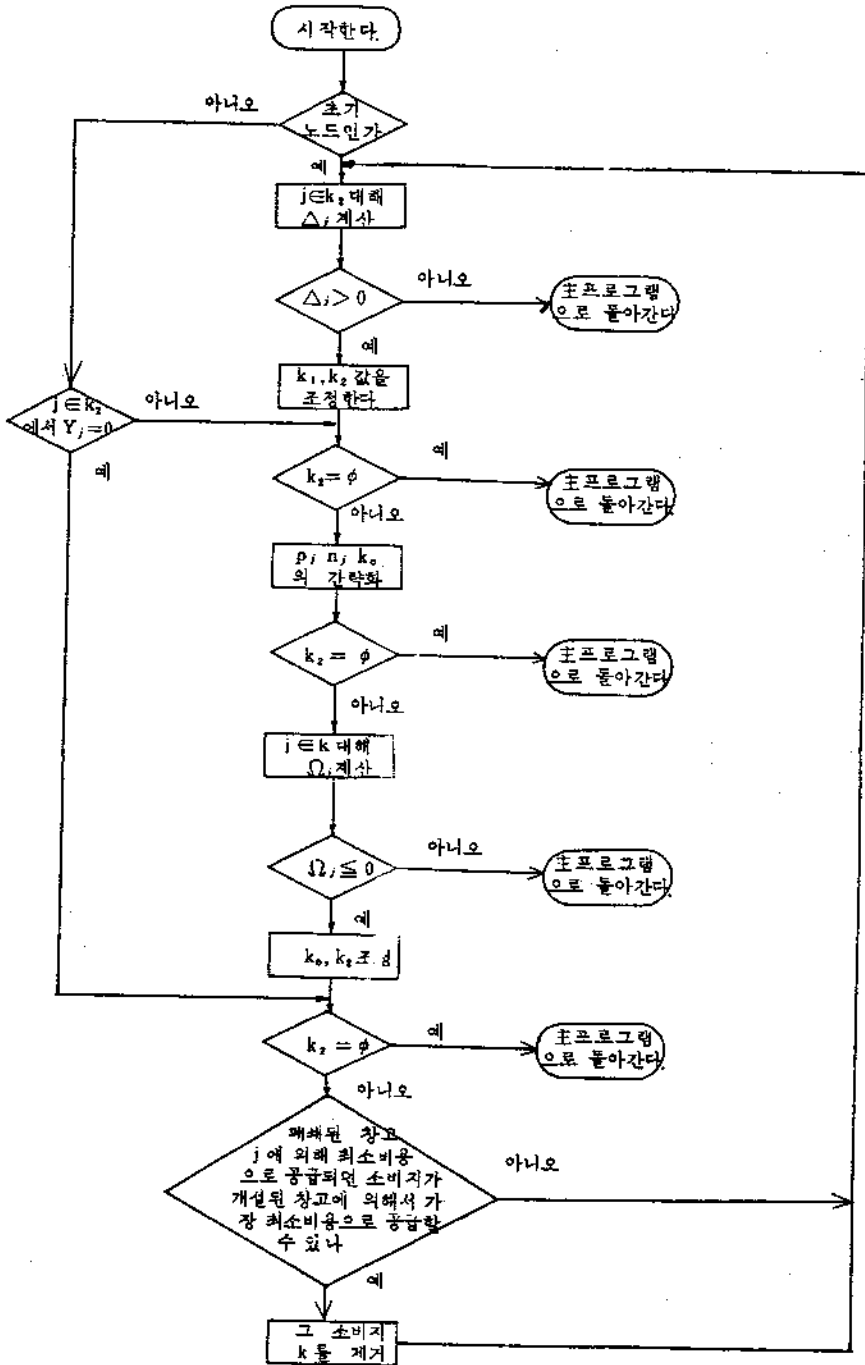 시작한다.
아니오
초기
노드인가
예
j∈k₂ 대해
△ⱼ 계산
△ⱼ > 0
아니오
主프로그램
으로 돌아간다.
예
k₁, k₂ 값을
조정한다.
j∈k₂
에서 Yⱼ=0
아니오
예
k₂= φ
예
主프로그램
으로 돌아간다.
아니오
pⱼ nⱼ k₀
의 간략화
k₂ = φ
예
主프로그램
으로 돌아간다.
아니오
j∈k 대해
Ωⱼ 계산
Ωⱼ ≦ 0
아니오
主프로그램
으로 돌아간다.
예
k₀, k₂ 조
k₂ = φ
예
主프로그램
으로 돌아간다.
아니오
창고
j에 의해 최소비용
으로 공급되던 소비지가
개설된 창고에 의해서 가
장 최소비용으로 공급할
수 있나
아니오
예
그 소비지
k를 제거